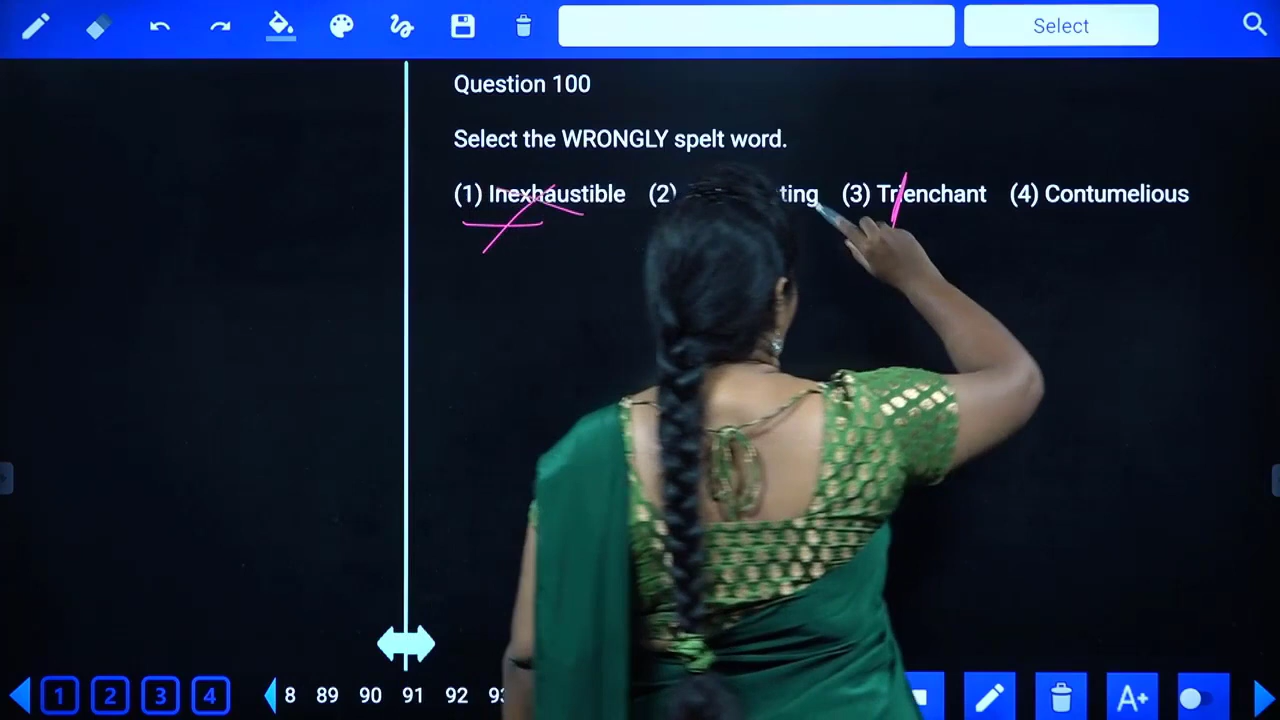 Select
Question 100
Select the WRONGLY spelt word.
(1) Inexhaustible (2) ting (3) Trienchant (4) Contumelious
1 2 3 4 8 89 90 91 92 A+